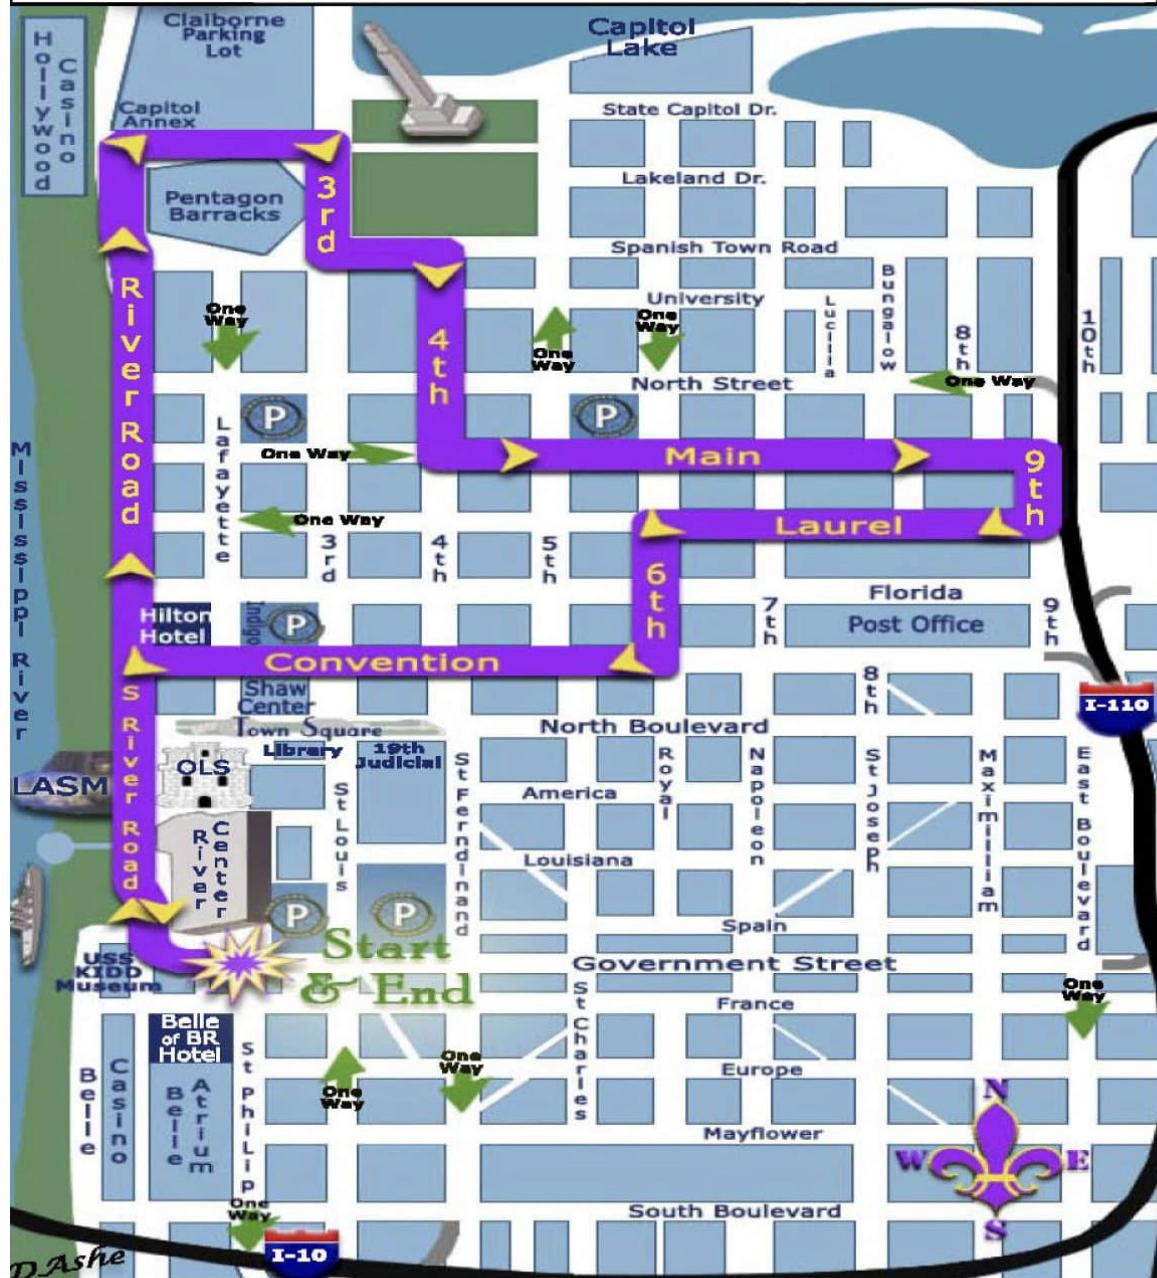 Claiborne
Parking
Lot
Hollywood
Casino
Capitol
Lake
Capitol
Annex
State Capitol Dr.
Lakeland Dr.
Pentagon
Barracks
3rd
Spanish Town Road
University
Bungalow
Lucilla
8th
10th
One
Way
One
Way
One
Way
River Road
4th
North Street
One Way
P
P
Lafayette
One Way
Main
9th
Mississippi River
One Way
Laurel
3rd
4th
5th
6th
Florida
7th
Post Office
9th
Hilton
Hotel
Indigo
P
Convention
Shaw
Center
8th
I-110
S River Road
Town Square
North Boulevard
Library
19th
Judicial
OLS
LASM
St Louis
St Ferndinand
America
Royal
Napoleon
St Joseph
Maximilliam
East Boulevard
River
Center
Louisiana
P
P
Spain
Start
& End
USS
KIDD
Museum
Government Street
St Charles
France
One
Way
Belle
of BR
Hotel
St Philip
Belle
Casino
Belle
Atrium
One
Way
One
Way
Europe
Mayflower
N
W
E
S
One
Way
South Boulevard
I-10
D Ashe